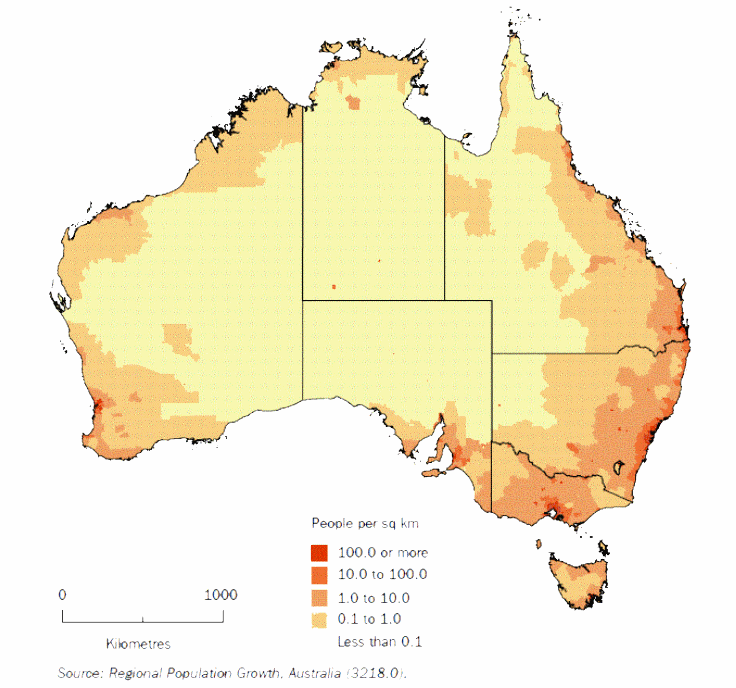 People per sq km
100.0 or more
10.0 to 100.0
1.0 to 10.0
0.1 to 1.0
Less than 0.1
0 1000
Kilometres
Source: Regional Population Growth, Australia (3218.0).